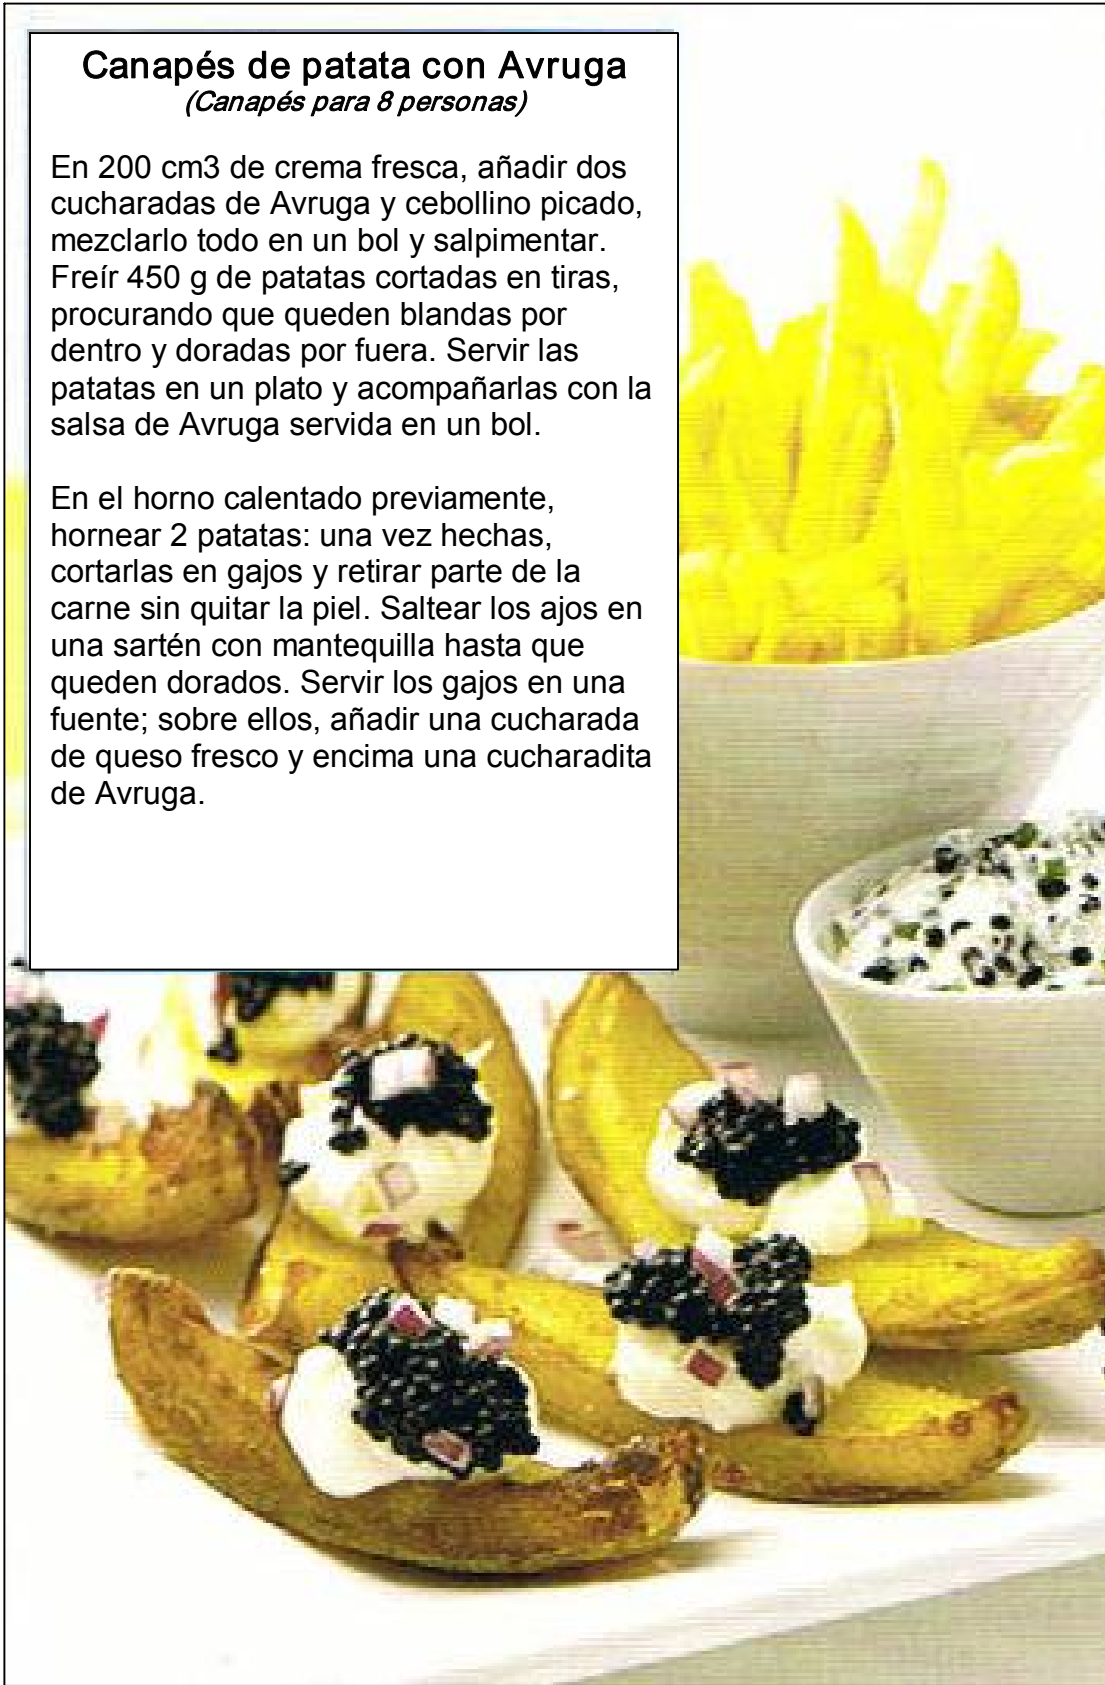 Canapés de patata con Avruga
(Canapés para 8 personas)
En 200 cm3 de crema fresca, añadir dos
cucharadas de Avruga y cebollino picado,
mezclarlo todo en un bol y salpimentar.
Freír 450 g de patatas cortadas en tiras,
procurando que queden blandas por
dentro y doradas por fuera. Servir las
patatas en un plato y acompañarlas con la
salsa de Avruga servida en un bol.
En el horno calentado previamente,
hornear 2 patatas: una vez hechas,
cortarlas en gajos y retirar parte de la
carne sin quitar la piel. Saltear los ajos en
una sartén con mantequilla hasta que
queden dorados. Servir los gajos en una
fuente; sobre ellos, añadir una cucharada
de queso fresco y encima una cucharadita
de Avruga.